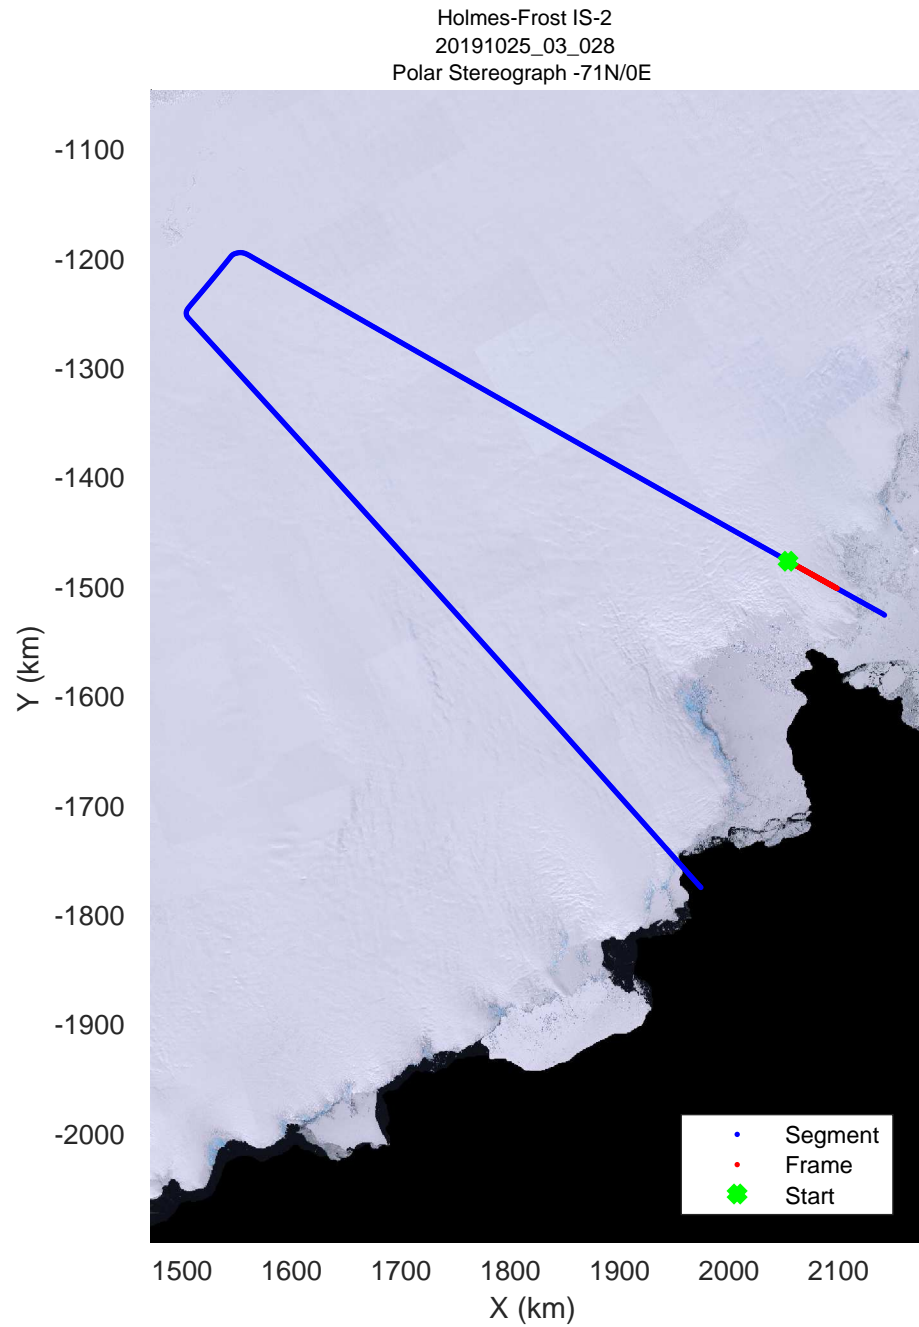 Holmes-Frost IS-2
20191025_03_028
Polar Stereograph -71N/0E
-1100
-1200
-1300
-1400
-1500
-1600
-1700
-1800
-1900
-2000
Y (km)
Segment
Frame
Start
1500 1600 1700 1800 1900 2000 2100
X (km)